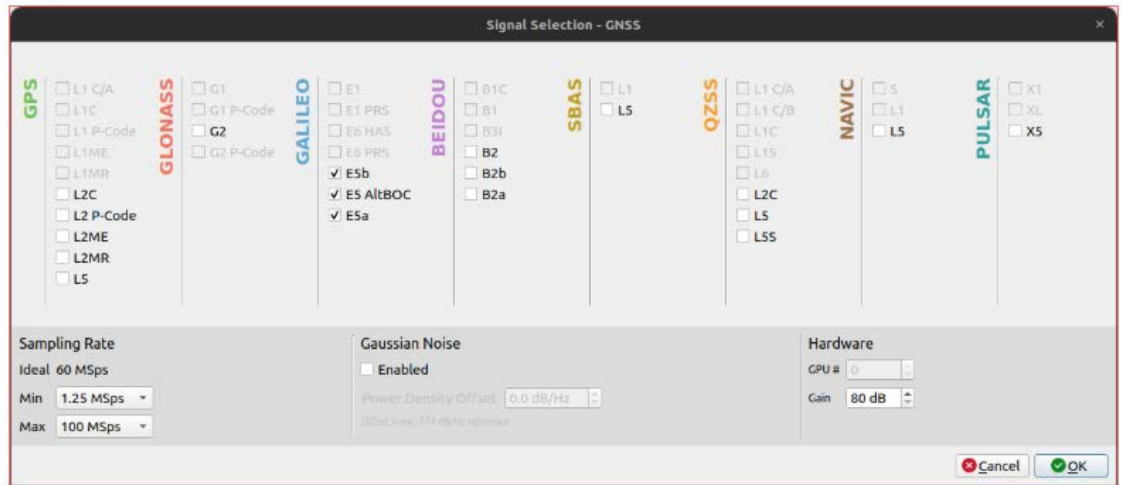 Signal Selection - GNSS
GPS
L1 C/A
L1C
L1 P-Code
L1ME
L1MR
L2C
L2 P-Code
L2ME
L2MR
L5
GLONASS
G1
G1 P-Code
G2
G2 P-Code
GALILEO
E1
E1 PRS
E6 HAS
E6 PRS
E5b
E5 AltBOC
E5a
BEIDOU
B1C
B1
B3I
B2
B2b
B2a
SBAS
L1
L5
QZSS
L1 C/A
L1 C/B
L1C
L1S
L6
L2C
L5
L5S
NAVIC
S
L1
L5
PULSAR
X1
XL
X5
Sampling Rate
Ideal 60 MSps
Min 1.25 MSps
Max 100 MSps
Gaussian Noise
Enabled
Power Density Offset 0.0 dB/Hz
Hardware
GPU # 0
Gain 80 dB
Cancel
OK